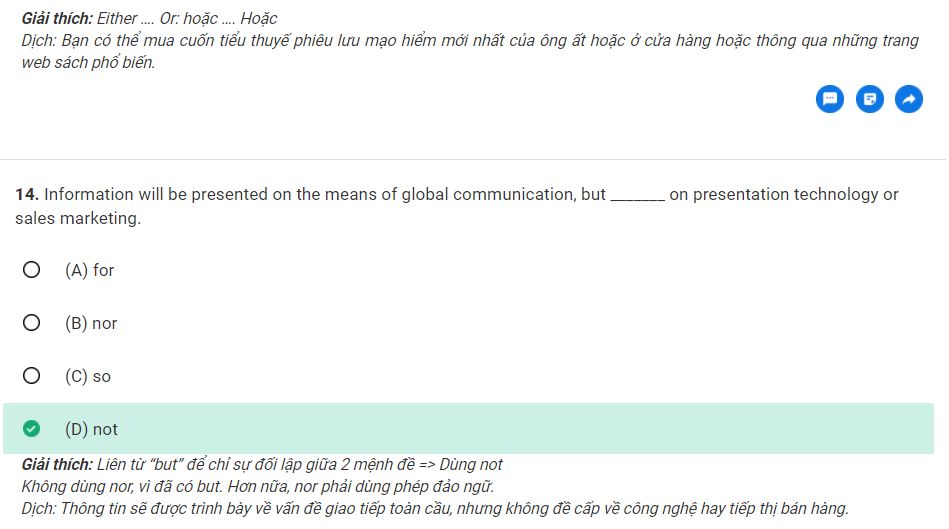 Giải thích: Either .... Or: hoặc .... Hoặc
Dịch: Bạn có thể mua cuốn tiểu thuyế phiêu lưu mạo hiểm mới nhất của ông ất hoặc ở cửa hàng hoặc thông qua những trang
web sách phổ biến.
14. Information will be presented on the means of global communication, but _______ on presentation technology or
sales marketing.
(A) for
(B) nor
(C) so
(D) not
Giải thích: Liên từ “but” để chỉ sự đối lập giữa 2 mệnh đề => Dùng not
Không dùng nor, vì đã có but. Hơn nữa, nor phải dùng phép đảo ngữ.
Dịch: Thông tin sẽ được trình bày về vấn đề giao tiếp toàn cầu, nhưng không đề cấp về công nghệ hay tiếp thị bán hàng.